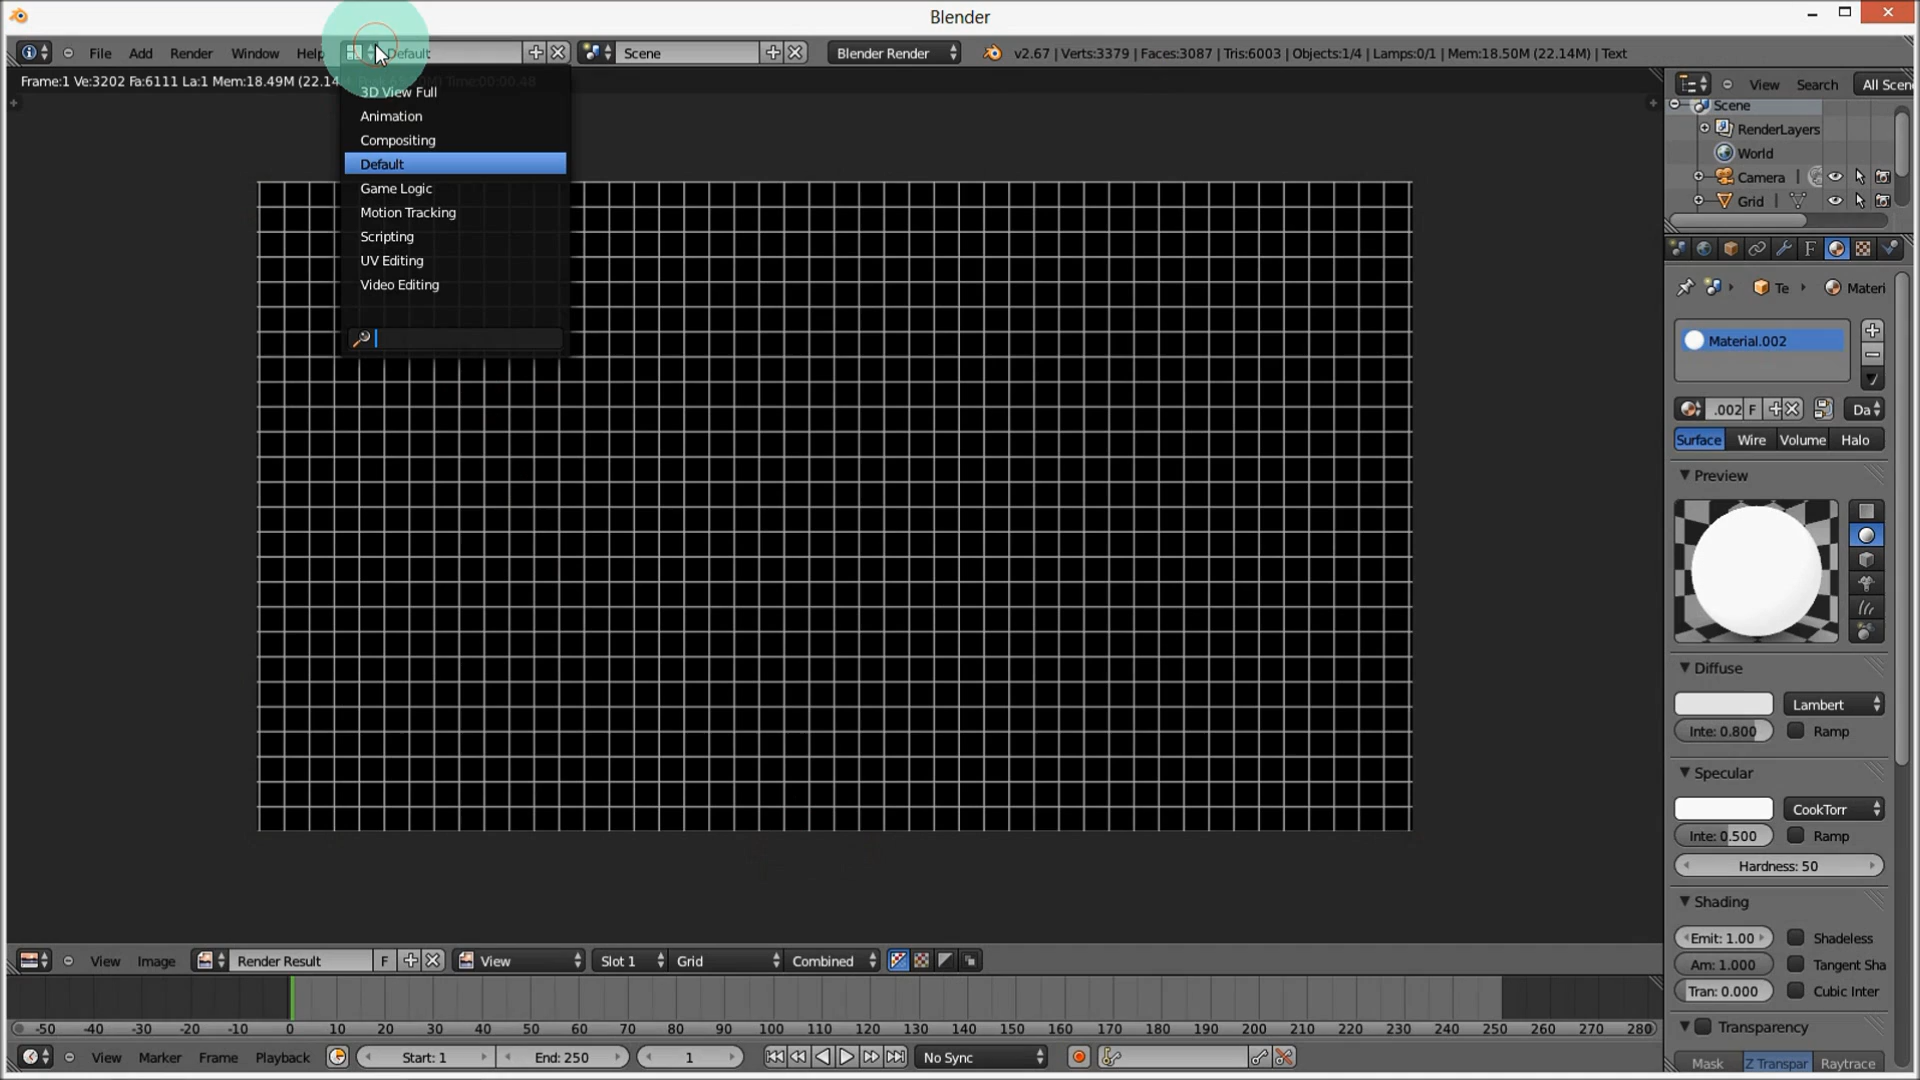 Blender
File Add Render Window Help Default Scene Blender Render v2.67 | Verts:3379 | Faces:3087 | Tris:6003 | Objects:1/4 | Lamps:0/1 | Mem:18.50M (22.14M) | Text
Frame:1 Ve:3202 Fa:6111 La:1 Mem:18.49M (22.14 Time:00:00.48
View Search All Scen
3D View Full
Animation
Compositing
Default
Game Logic
Motion Tracking
Scripting
UV Editing
Video Editing
Scene
RenderLayers
World
Camera
Grid
F
Te Materi
Material.002
.002 F Da
Surface Wire Volume Halo
Preview
Diffuse
Lambert
Inte: 0.800 Ramp
Specular
CookTorr
Inte: 0.500 Ramp
Hardness: 50
Shading
Emit: 1.00 Shadeless
Am: 1.000 Tangent Sha
Tran: 0.000 Cubic Inter
Transparency
Mask Z Transpar Raytrace
View Image Render Result F View Slot 1 Grid Combined
-50 -40 -30 -20 -10 0 10 20 30 40 50 60 70 80 90 100 110 120 130 140 150 160 170 180 190 200 210 220 230 240 250 260 270 280
View Marker Frame Playback Start: 1 End: 250 1 No Sync